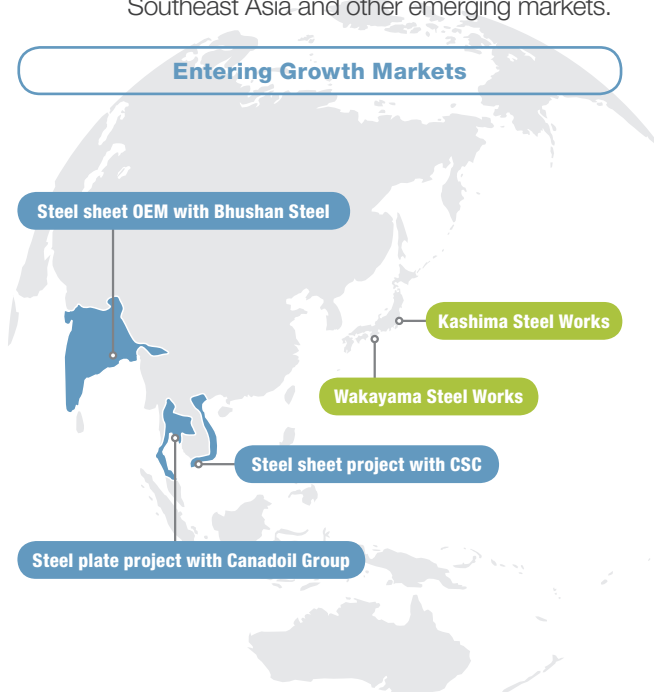 Southeast Asia and other emerging markets.
Entering Growth Markets
Steel sheet OEM with Bhushan Steel
Kashima Steel Works
Wakayama Steel Works
Steel sheet project with CSC
Steel plate project with Canadoil Group